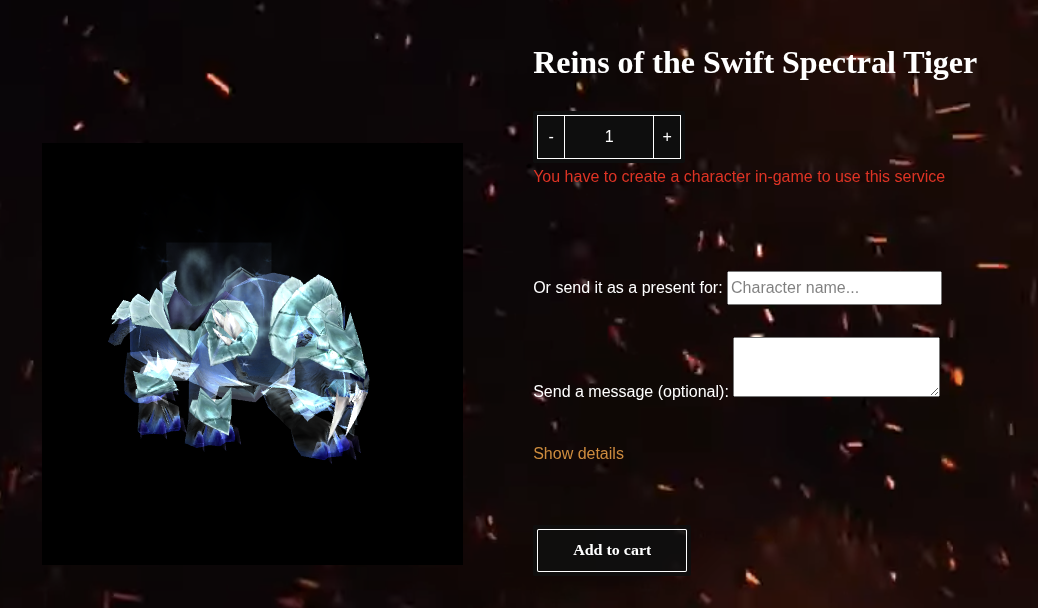 Reins of the Swift Spectral Tiger
- 1 +
You have to create a character in-game to use this service
Or send it as a present for: Character name...
Send a message (optional):
Show details
Add to cart